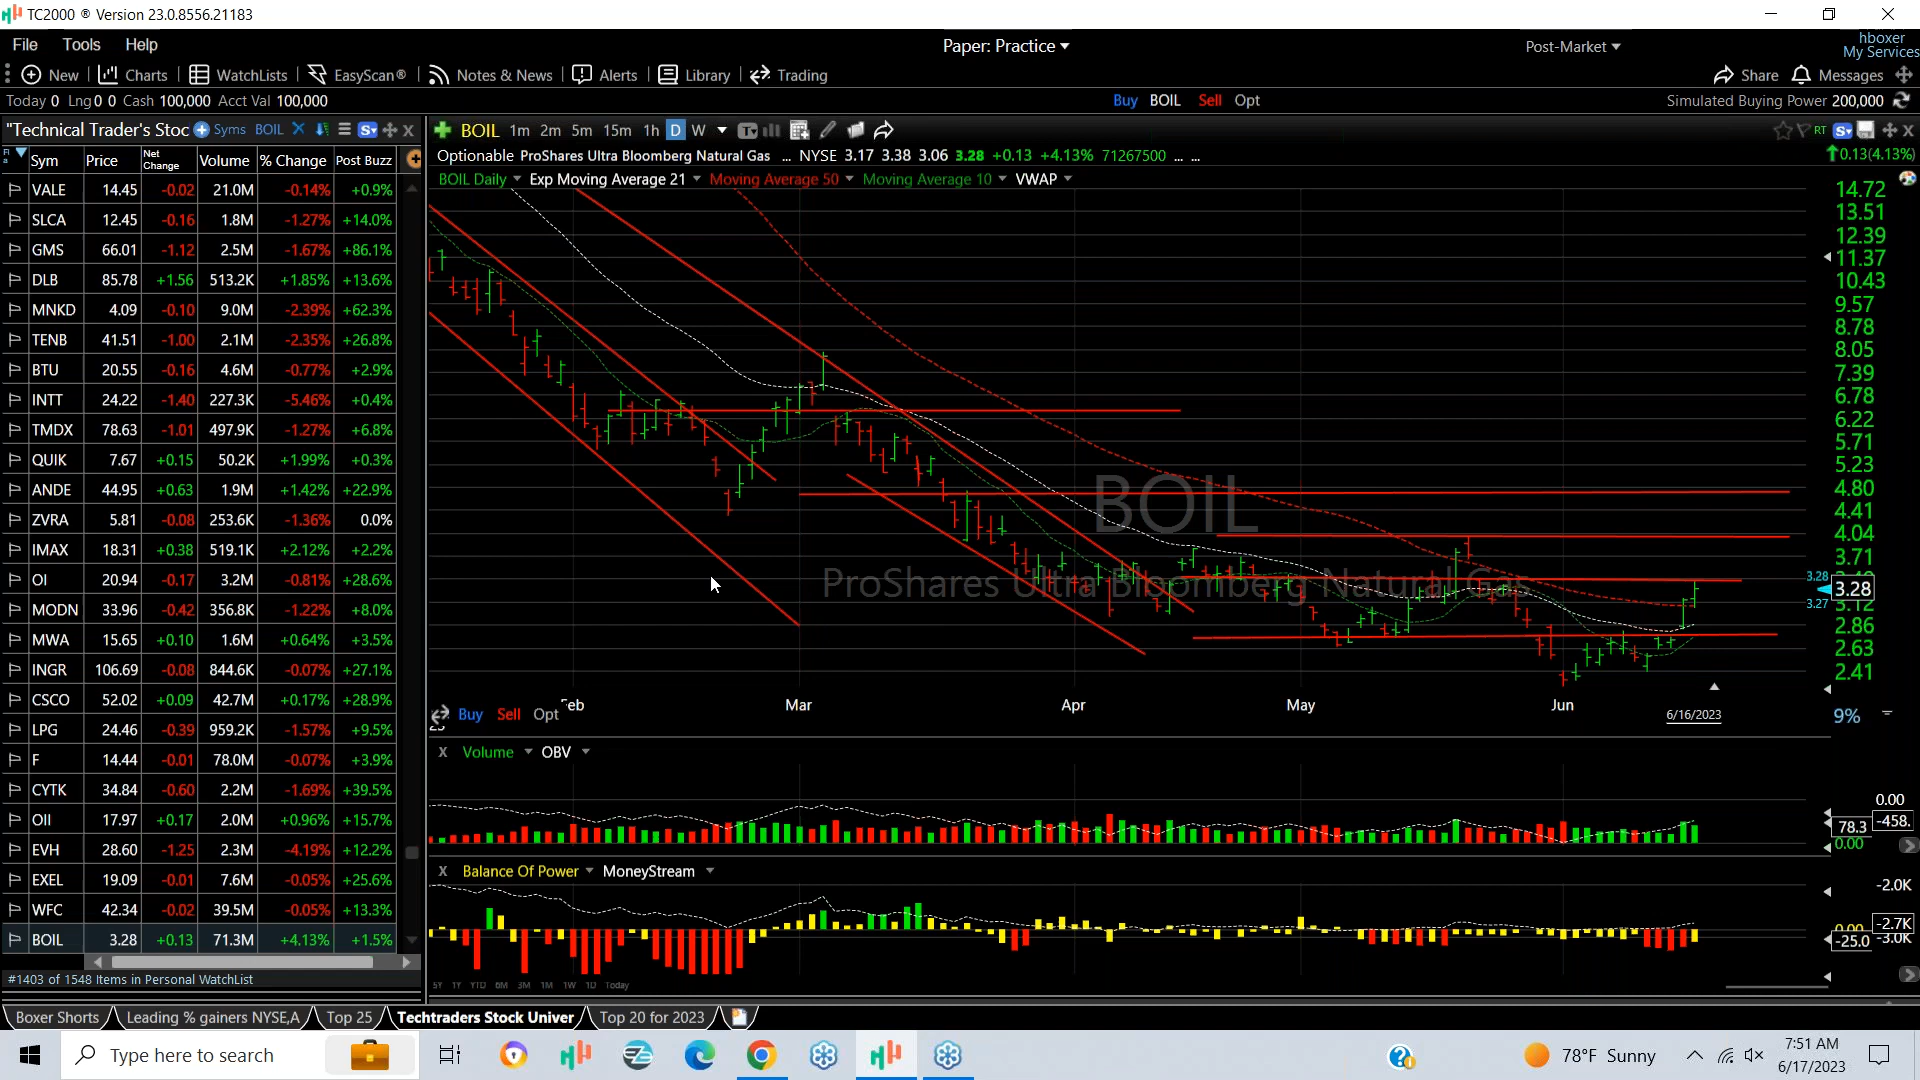 TC2000 ® Version 23.0.8556.21183
File Tools Help
Paper: Practice
Post-Market
hboxer
My Services
New Charts WatchLists EasyScan® Notes & News Alerts Library Trading
Share Messages
Today 0 Lng 0 0 Cash 100,000 Acct Val 100,000
Buy BOIL Sell Opt
Simulated Buying Power 200,000
"Technical Trader's Stoc Syms BOIL
BOIL 1m 2m 5m 15m 1h D W
RT
Sym Price Net Change Volume % Change Post Buzz
VALE 14.45 -0.02 21.0M -0.14% +0.9%
SLCA 12.45 -0.16 1.8M -1.27% +14.0%
GMS 66.01 -1.12 2.5M -1.67% +86.1%
DLB 85.78 +1.56 513.2K +1.85% +13.6%
MNKD 4.09 -0.10 9.0M -2.39% +62.3%
TENB 41.51 -1.00 2.1M -2.35% +26.8%
BTU 20.55 -0.16 4.6M -0.77% +2.9%
INTT 24.22 -1.40 227.3K -5.46% +0.4%
TMDX 78.63 -1.01 497.9K -1.27% +6.8%
QUIK 7.67 +0.15 50.2K +1.99% +0.3%
ANDE 44.95 +0.63 1.9M +1.42% +22.9%
ZVRA 5.81 -0.08 253.6K -1.36% 0.0%
IMAX 18.31 +0.38 519.1K +2.12% +2.2%
OI 20.94 -0.17 3.2M -0.81% +28.6%
MODN 33.96 -0.42 356.8K -1.22% +8.0%
MWA 15.65 +0.10 1.6M +0.64% +3.5%
INGR 106.69 -0.08 844.6K -0.07% +27.1%
CSCO 52.02 +0.09 42.7M +0.17% +28.9%
LPG 24.46 -0.39 959.2K -1.57% +9.5%
F 14.44 -0.01 78.0M -0.07% +3.9%
CYTK 34.84 -0.60 2.2M -1.69% +39.5%
OII 17.97 +0.17 2.0M +0.96% +15.7%
EVH 28.60 -1.25 2.3M -4.19% +12.2%
EXEL 19.09 -0.01 7.6M -0.05% +25.6%
WFC 42.34 -0.02 39.5M -0.05% +13.3%
BOIL 3.28 +0.13 71.3M +4.13% +1.5%
#1403 of 1548 Items in Personal WatchList
Optionable ProShares Ultra Bloomberg Natural Gas ... NYSE 3.17 3.38 3.06 3.28 +0.13 +4.13% 71267500 ... ...
0.13(4.13%)
BOIL Daily Exp Moving Average 21 Moving Average 50 Moving Average 10 VWAP
14.72
13.51
12.39
11.37
10.43
9.57
8.78
8.05
7.39
6.78
6.22
5.71
5.23
4.80
4.41
4.04
3.71
3.28
3.28
3.27
3.12
2.86
2.63
2.41
BOIL
ProShares Ultra Bloomberg Natural Gas
Mar Apr May Jun
Buy Sell Opt
6/16/2023
9%
X Volume OBV
0.00
78.3 -458.
0.00
X Balance Of Power MoneyStream
-2.0K
-2.7K
-25.0 -3.0K
5Y 1Y YTD 6M 3M 1M 1W 1D Today
Boxer Shorts Leading % gainers NYSE,A Top 25 Techtraders Stock Univer Top 20 for 2023
Type here to search
78°F Sunny
7:51 AM
6/17/2023